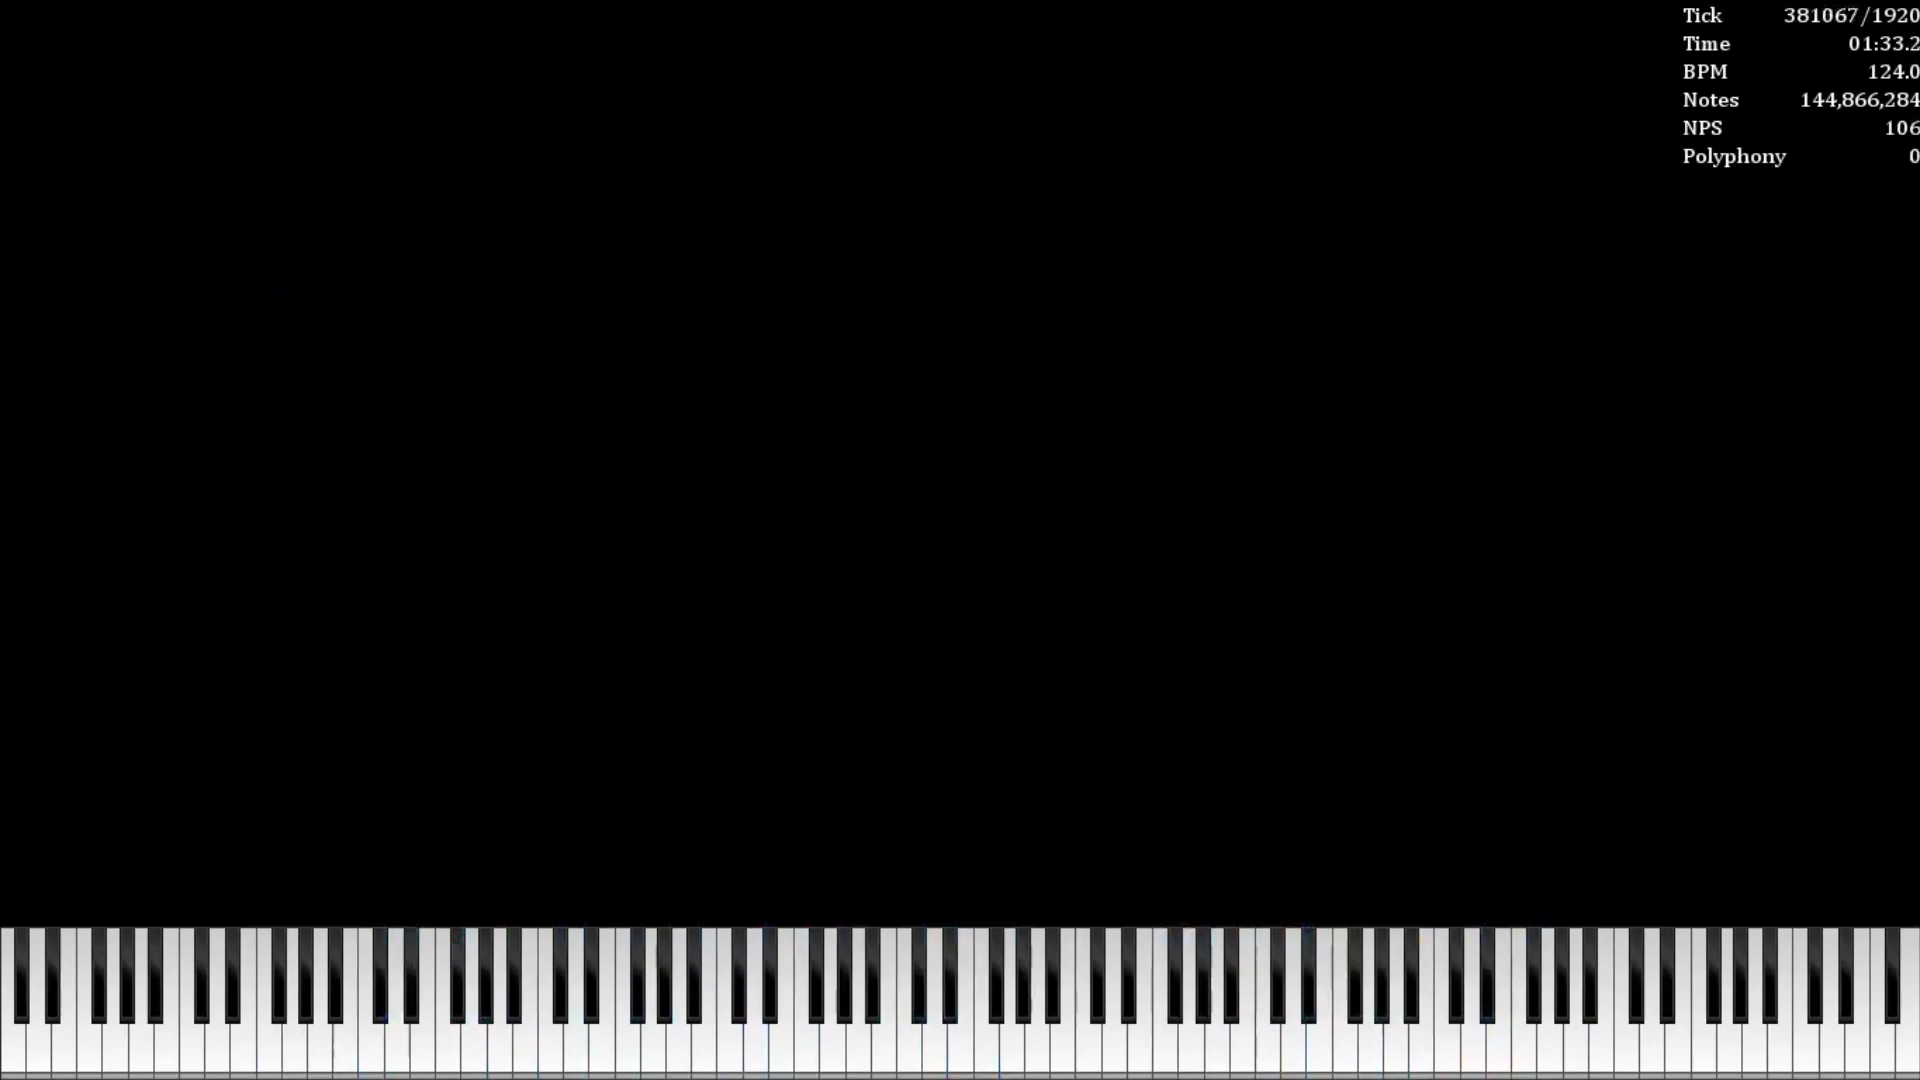 Tick 381067/1920
Time 01:33.2
BPM 124.0
Notes 144,866,284
NPS 106
Polyphony 0